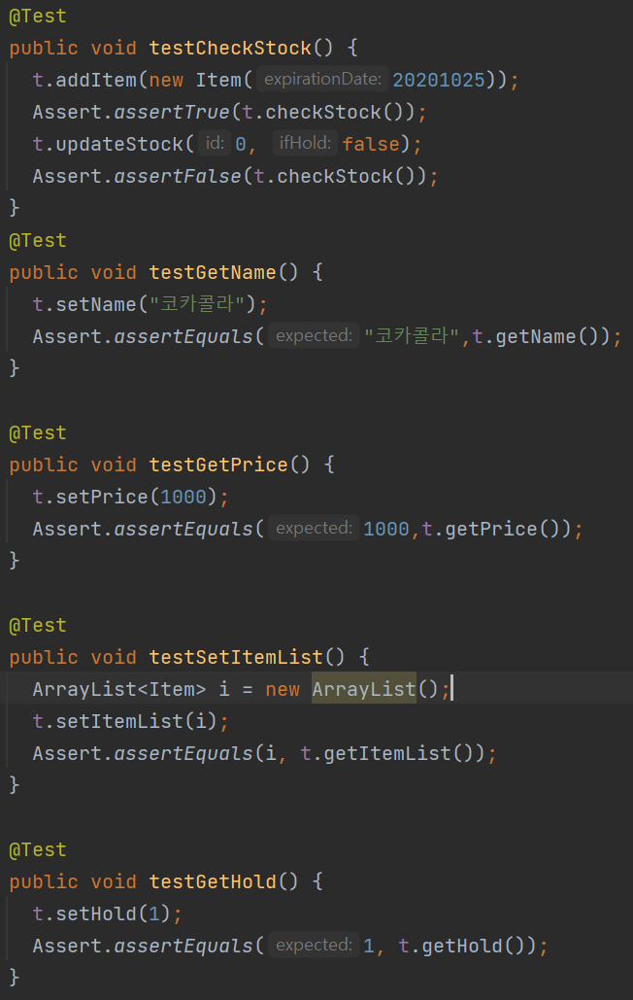 @Test
public void testCheckStock() {
t.addItem(new Item( expirationDate: 20201025));
Assert.assertTrue(t.checkStock());
t.updateStock( id: 0, ifHold: false);
Assert.assertFalse(t.checkStock());
}
@Test
public void testGetName() {
t.setName("코카콜라");
Assert.assertEquals( expected: "코카콜라",t.getName());
}
@Test
public void testGetPrice() {
t.setPrice(1000);
Assert.assertEquals( expected: 1000,t.getPrice());
}
@Test
public void testSetItemList() {
ArrayList<Item> i = new ArrayList();
t.setItemList(i);
Assert.assertEquals(i, t.getItemList());
}
@Test
public void testGetHold() {
t.setHold(1);
Assert.assertEquals( expected: 1, t.getHold());
}